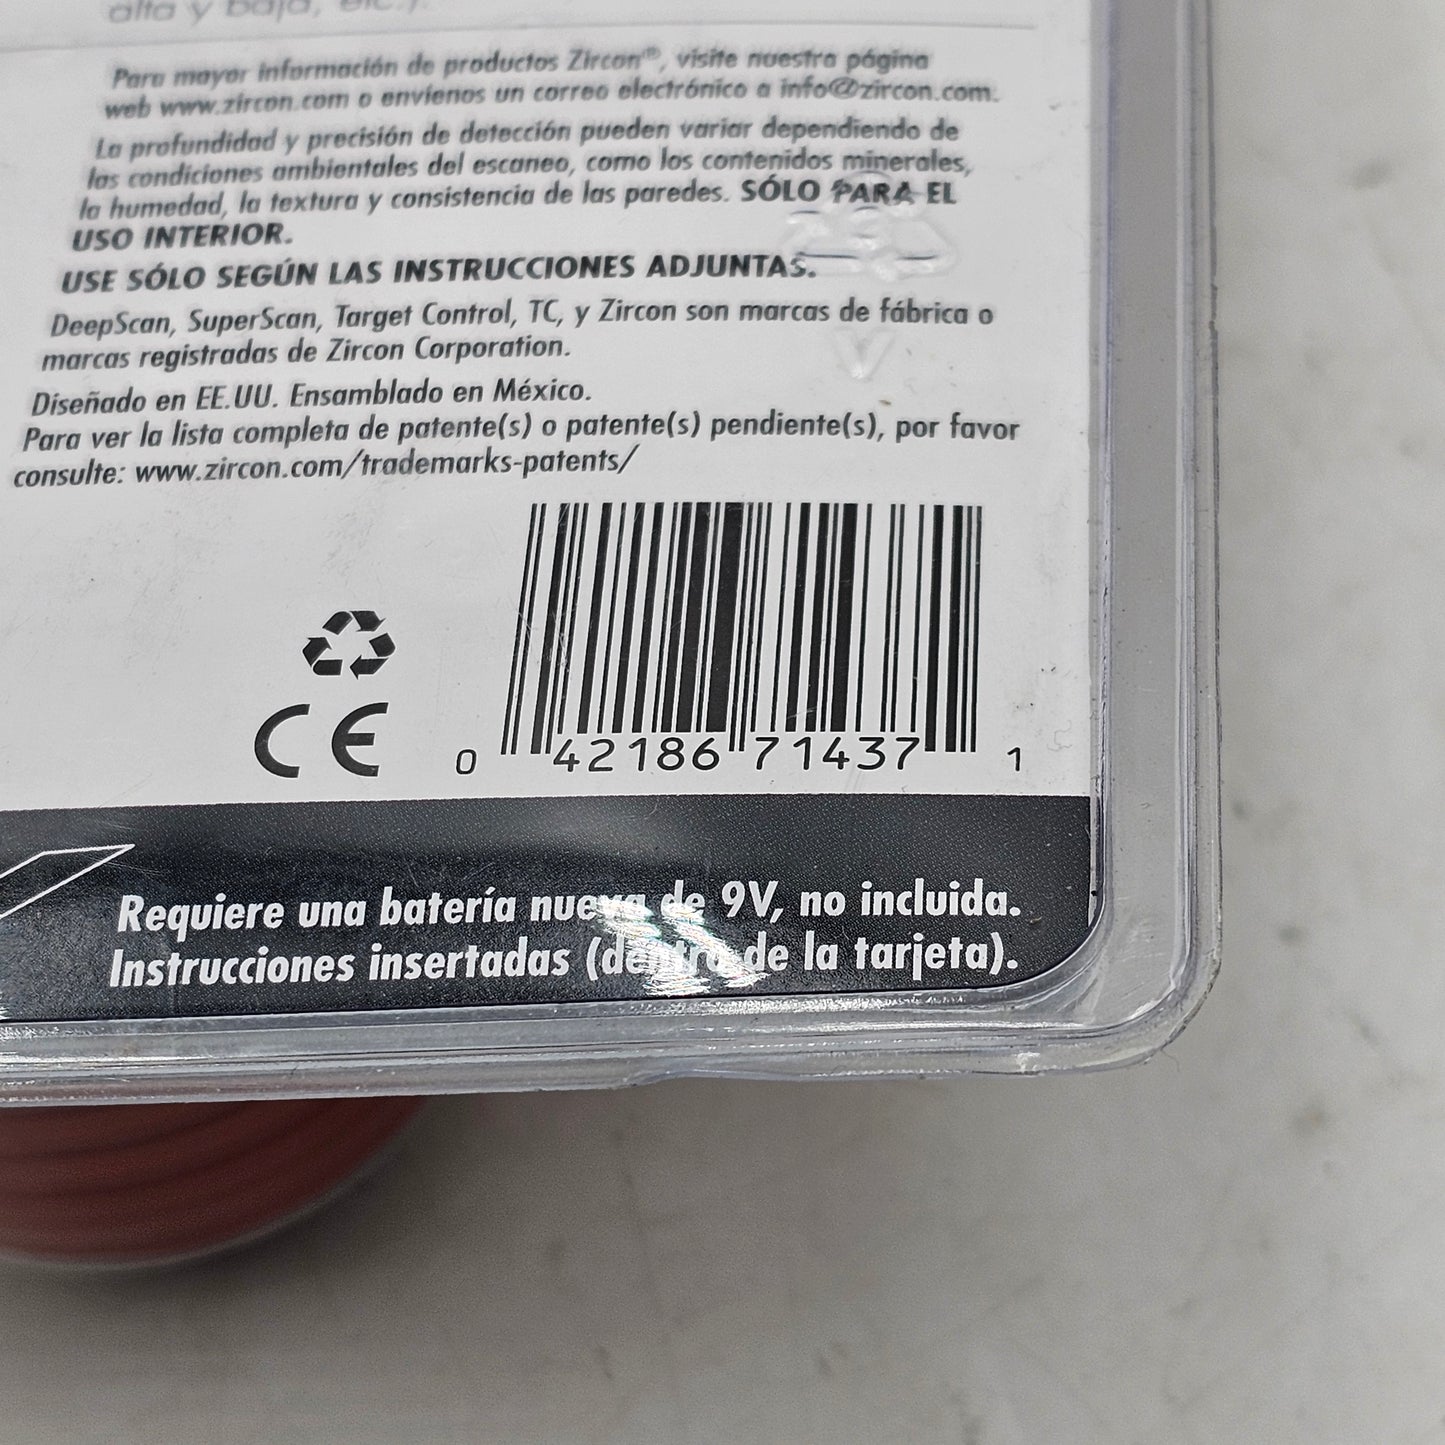 alta y baja, etc.).
Para mayor información de productos Zircon®, visite nuestra página
web www.zircon.com o envíenos un correo electrónico a info@zircon.com.
La profundidad y precisión de detección pueden variar dependiendo de
las condiciones ambientales del escaneo, como los contenidos minerales,
la humedad, la textura y consistencia de las paredes. SÓLO PARA EL
USO INTERIOR.
USE SÓLO SEGÚN LAS INSTRUCCIONES ADJUNTAS.
DeepScan, SuperScan, Target Control, TC, y Zircon son marcas de fábrica o
marcas registradas de Zircon Corporation.
Diseñado en EE.UU. Ensamblado en México.
Para ver la lista completa de patente(s) o patente(s) pendiente(s), por favor
consulte: www.zircon.com/trademarks-patents/
CE
0 42186 71437 1
Requiere una batería nueva de 9V, no incluida.
Instrucciones insertadas (dentro de la tarjeta).